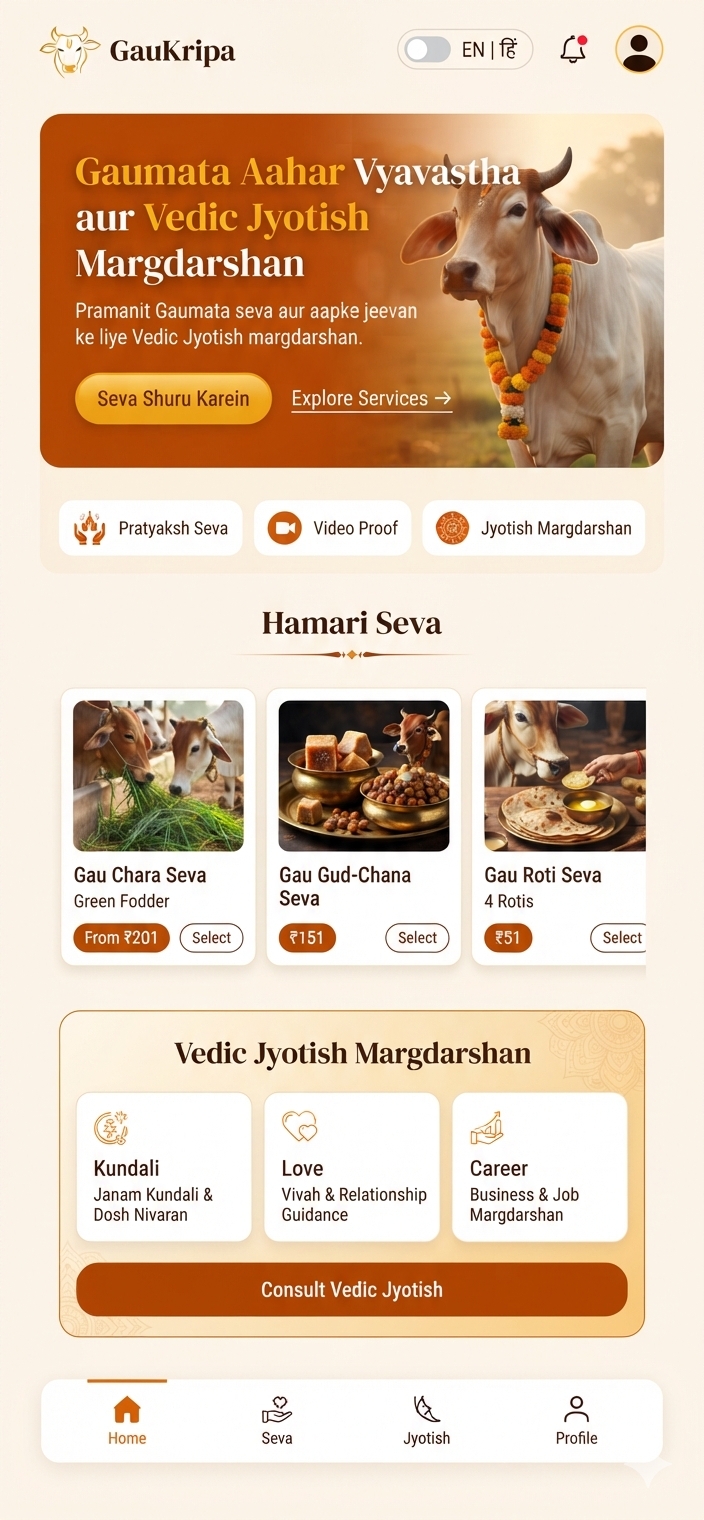 GauKripa
EN | हिं
Gaumata Aahar Vyavastha
aur Vedic Jyotish
Margdarshan
Pramanit Gaumata seva aur aapke jeevan
ke liye Vedic Jyotish margdarshan.
Seva Shuru Karein
Explore Services →
Pratyaksh Seva
Video Proof
Jyotish Margdarshan
Hamari Seva
Gau Chara Seva
Green Fodder
From ₹201
Select
Gau Gud-Chana
Seva
₹151
Select
Gau Roti Seva
4 Rotis
₹51
Select
Vedic Jyotish Margdarshan
Kundali
Janam Kundali &
Dosh Nivaran
Love
Vivah & Relationship
Guidance
Career
Business & Job
Margdarshan
Consult Vedic Jyotish
Home
Seva
Jyotish
Profile